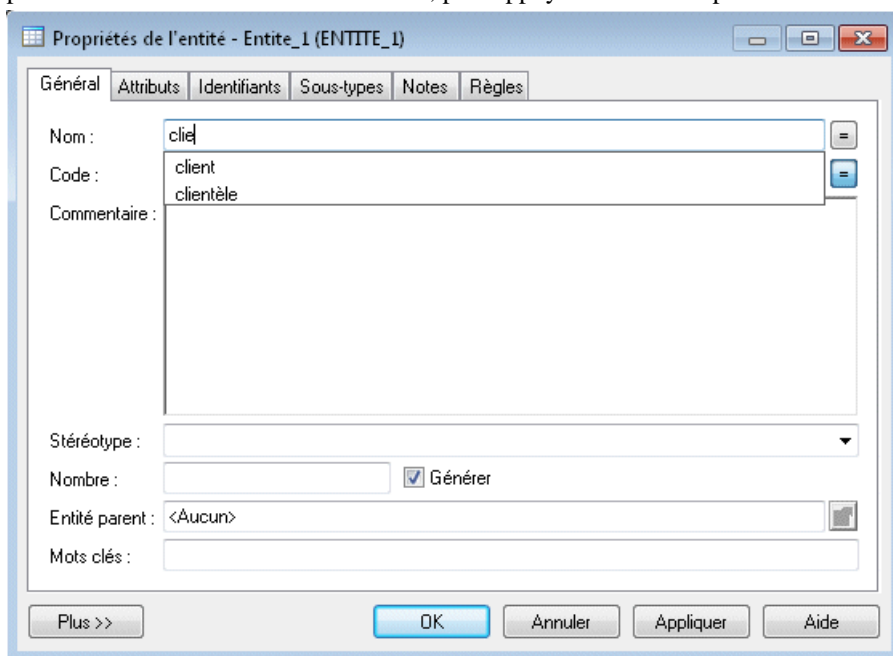 Propriétés de l'entité - Entite_1 (ENTITE_1)
Général Attributs Identifiants Sous-types Notes Règles
Nom : clie =
client
Code : =
clientèle
Commentaire :
Stéréotype :
Nombre : Générer
Entité parent : <Aucun>
Mots clés :
Plus >> OK Annuler Appliquer Aide